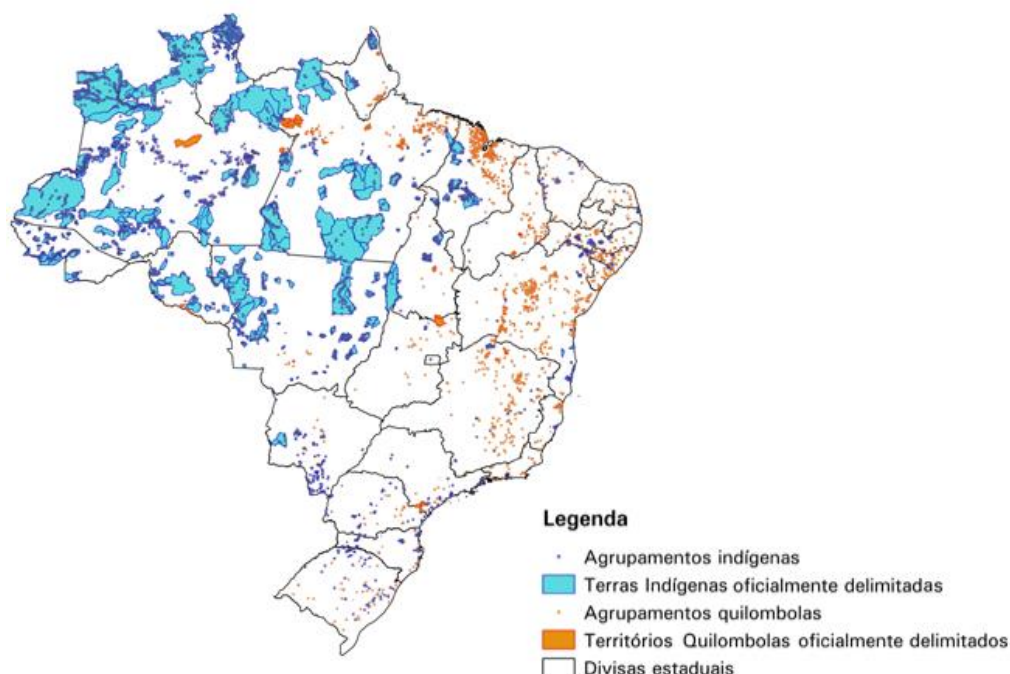 Legenda
Agrupamentos indígenas
Terras Indígenas oficialmente delimitadas
Agrupamentos quilombolas
Territórios Quilombolas oficialmente delimitados
Divisas estaduais